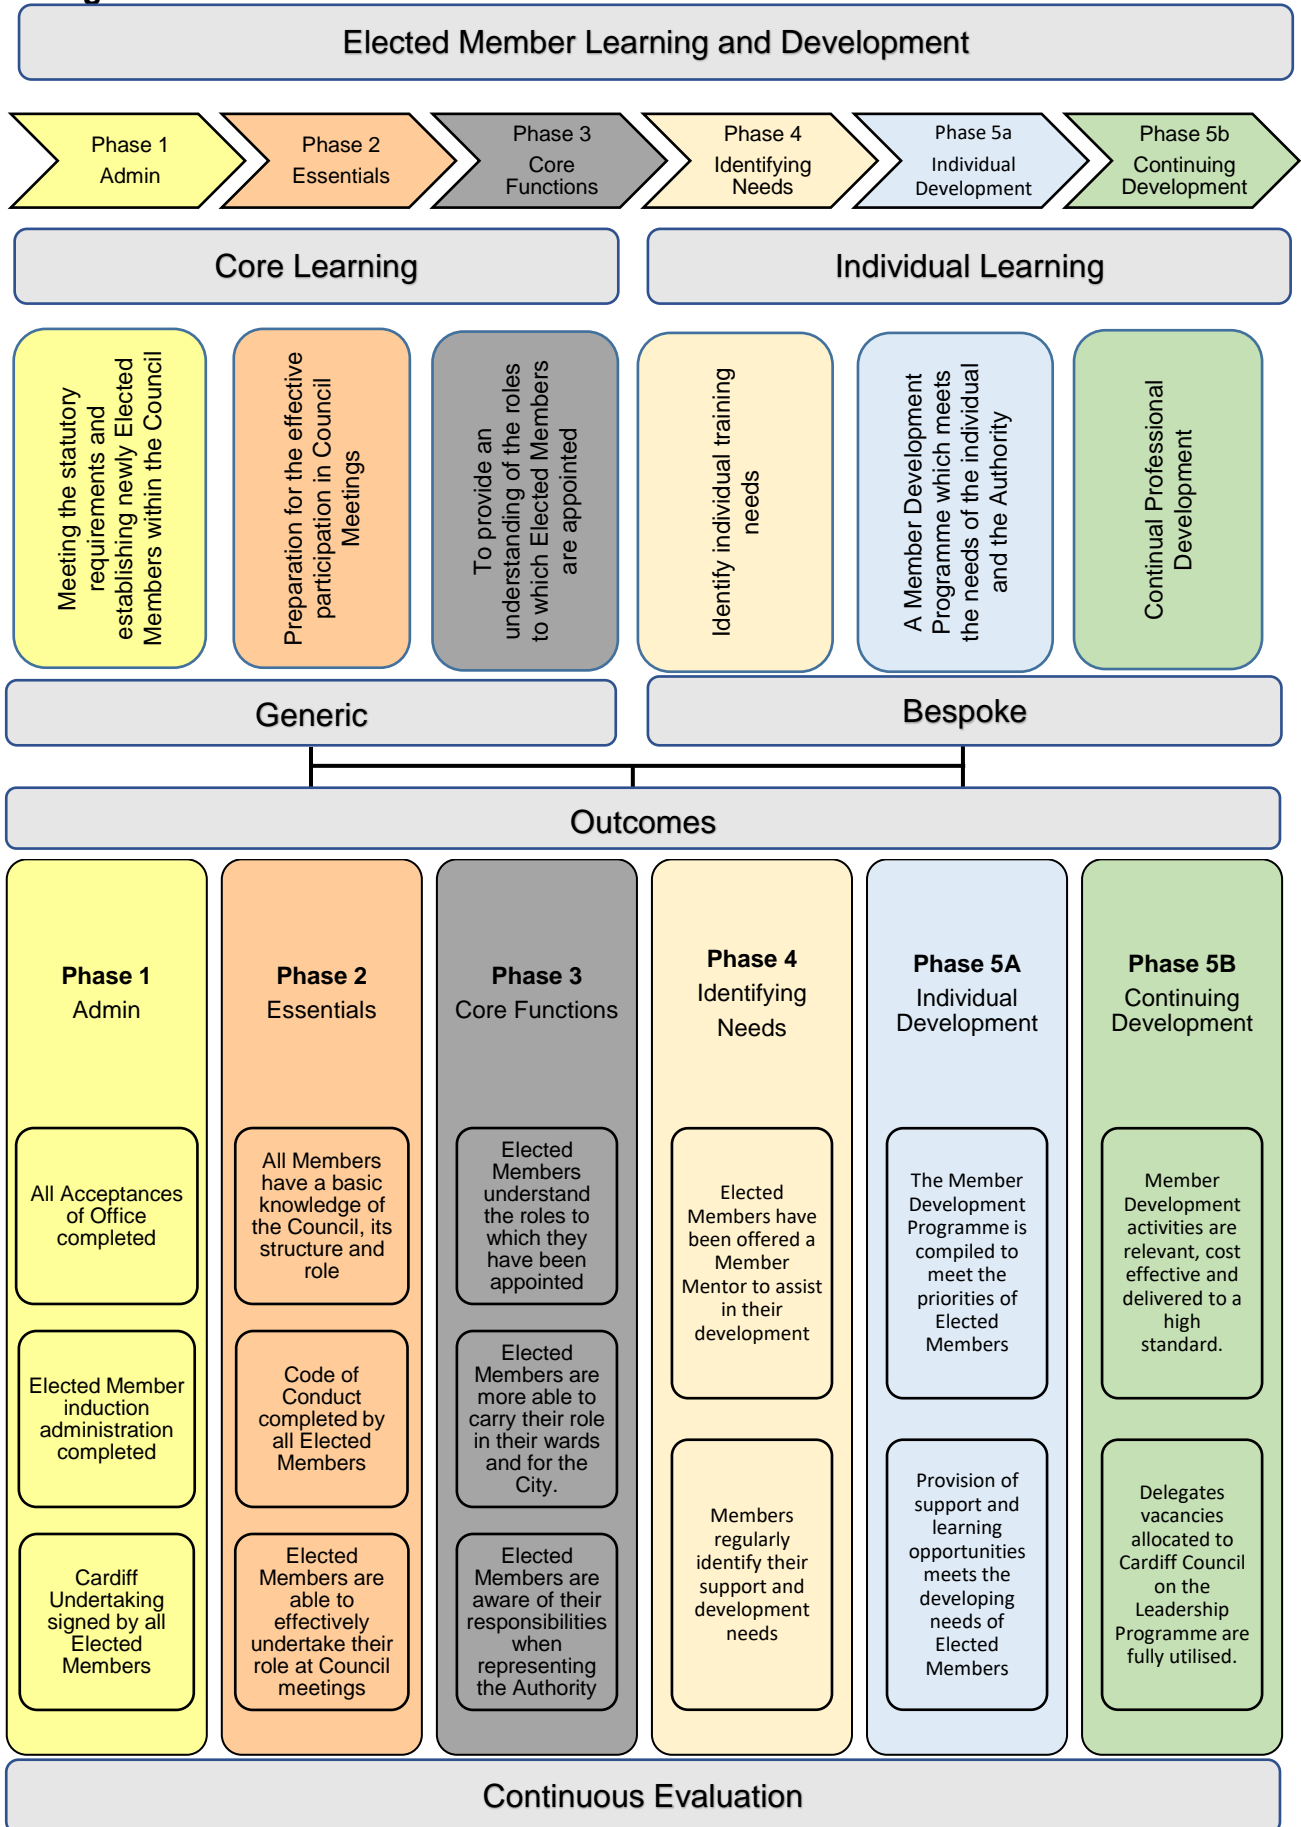 Elected Member Learning and Development
Phase 1
Admin
Phase 2
Essentials
Phase 3
Core
Functions
Phase 4
Identifying
Needs
Phase 5a
Individual
Development
Phase 5b
Continuing
Development
Core Learning
Individual Learning
Meeting the statutory
requirements and
establishing newly Elected
Members within the Council
Preparation for the effective
participation in Council
Meetings
To provide an
understanding of the roles
to which Elected Members
are appointed
Identify individual training
needs
A Member Development
Programme which meets
the needs of the individual
and the Authority
Continual Professional
Development
Generic
Bespoke
Outcomes
Phase 1
Admin
All Acceptances
of Office
completed
Elected Member
induction
administration
completed
Cardiff
Undertaking
signed by all
Elected
Members
Phase 2
Essentials
All Members
have a basic
knowledge of
the Council, its
structure and
role
Code of
Conduct
completed by
all Elected
Members
Elected
Members are
able to
effectively
undertake their
role at Council
meetings
Phase 3
Core Functions
Elected
Members
understand
the roles to
which they
have been
appointed
Elected
Members are
more able to
carry their role
in their wards
and for the
City.
Elected
Members are
aware of their
responsibilities
when
representing
the Authority
Phase 4
Identifying
Needs
Elected
Members have
been offered a
Member
Mentor to assist
in their
development
Members
regularly
identify their
support and
development
needs
Phase 5A
Individual
Development
The Member
Development
Programme is
compiled to
meet the
priorities of
Elected
Members
Provision of
support and
learning
opportunities
meets the
developing
needs of
Elected
Members
Phase 5B
Continuing
Development
Member
Development
activities are
relevant, cost
effective and
delivered to a
high
standard.
Delegates
vacancies
allocated to
Cardiff Council
on the
Leadership
Programme are
fully utilised.
Continuous Evaluation